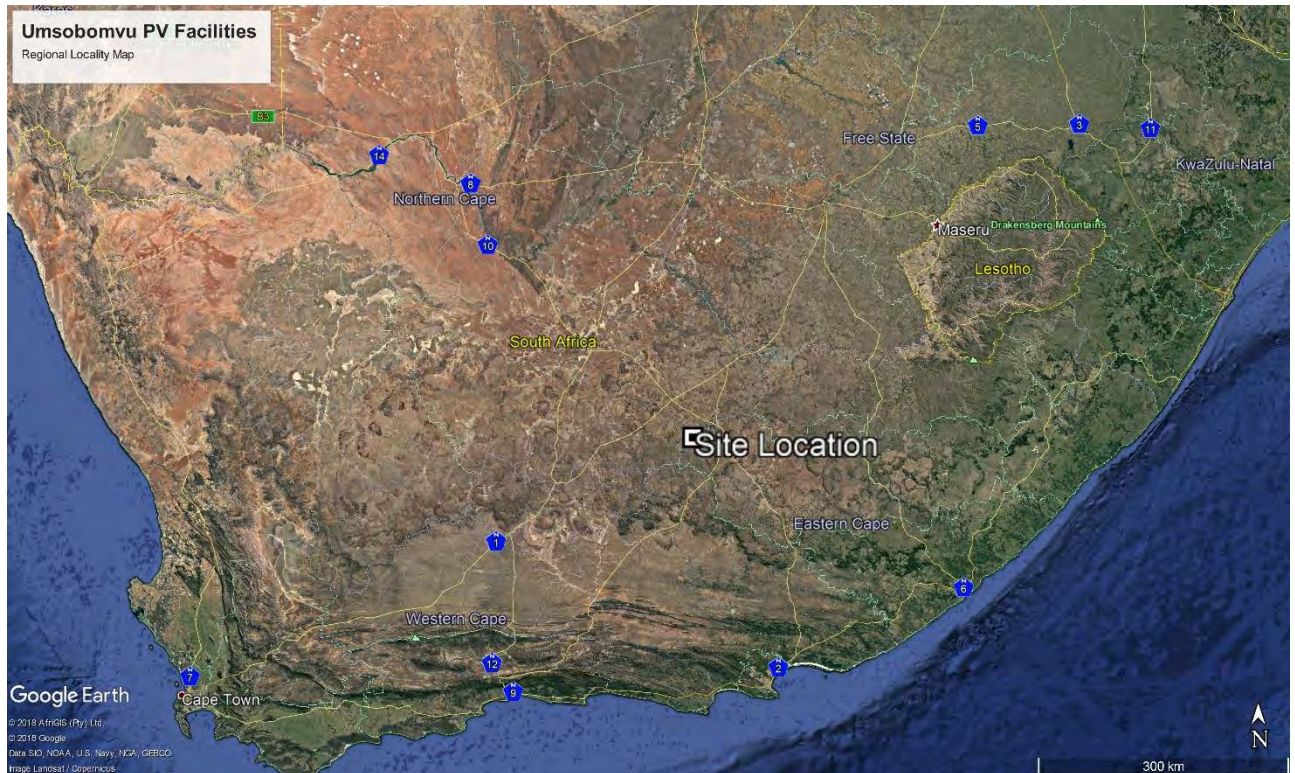 Karas
Umsobomvu PV Facilities
Regional Locality Map
B3
14
5
3
11
Free State
KwaZulu-Natal
8
Northern Cape
Maseru
Drakensberg Mountains
10
Lesotho
South Africa
Site Location
Eastern Cape
1
6
Western Cape
12
2
7
9
Cape Town
Google Earth
© 2018 AfriGIS (Pty) Ltd.
© 2018 Google
Data SIO, NOAA, U.S. Navy, NGA, GEBCO
Image Landsat / Copernicus
N
300 km